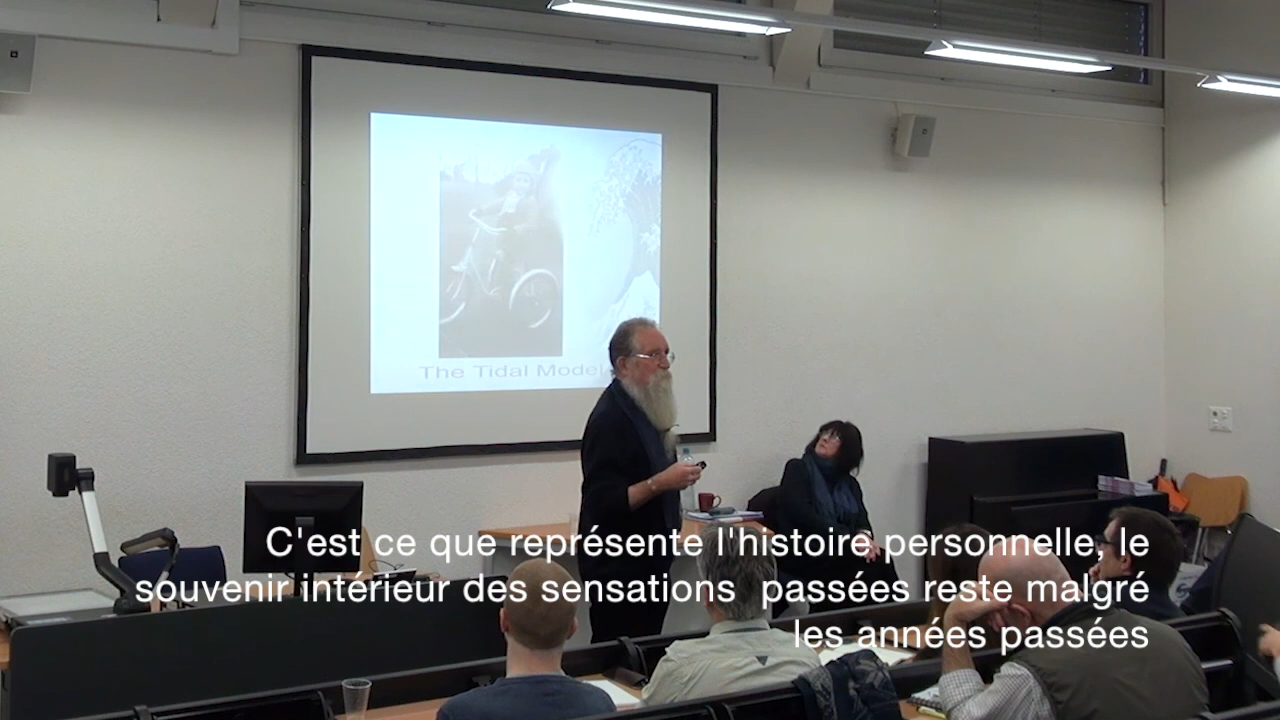 The Tidal Model
C'est ce que représente l'histoire personnelle, le
souvenir intérieur des sensations  passées reste malgré
les années passées